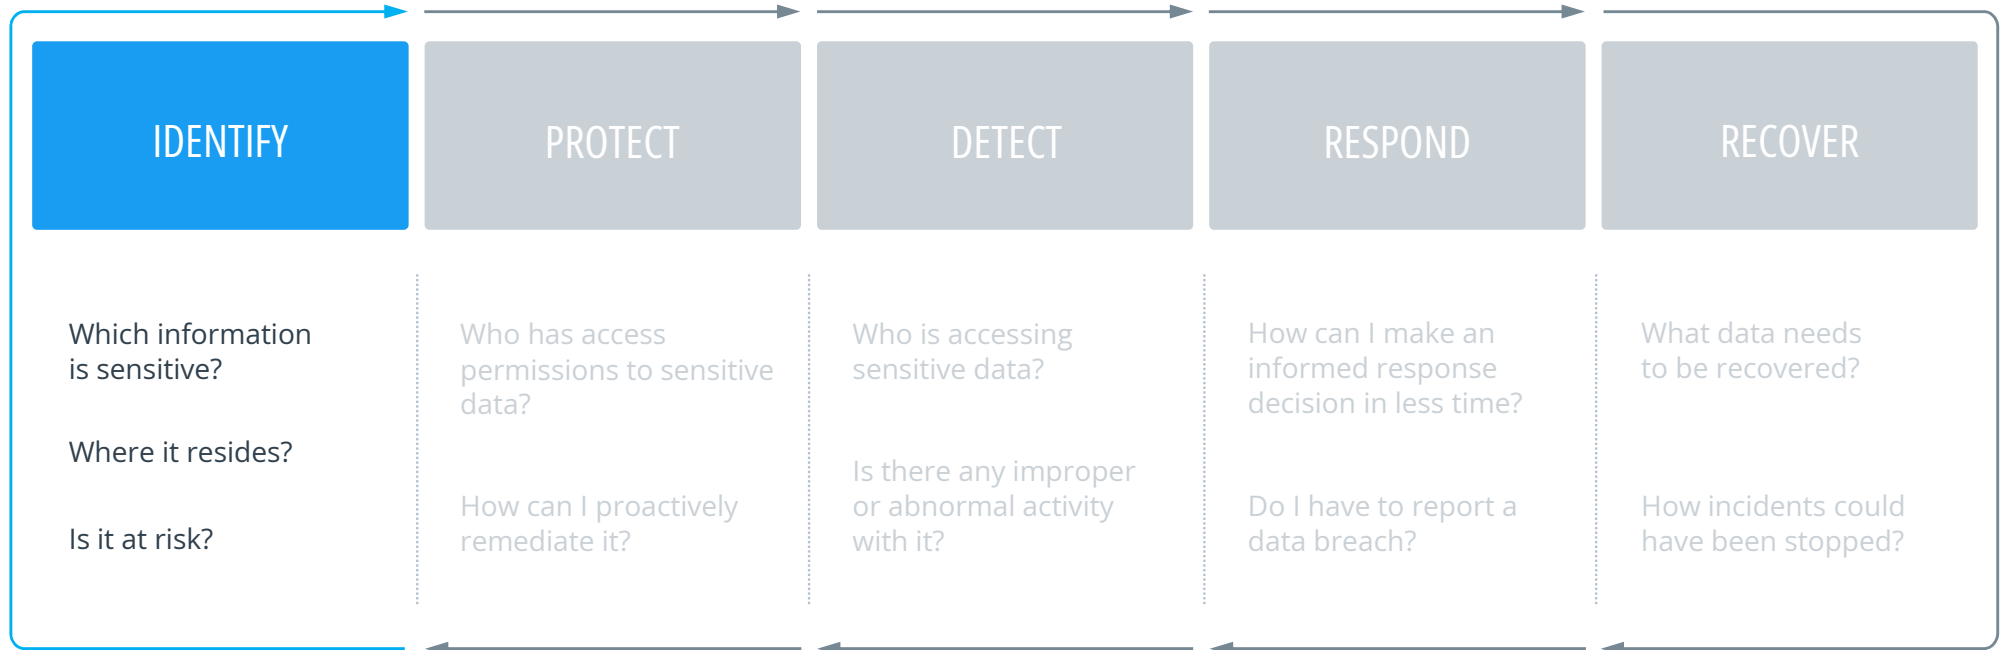 IDENTIFY
PROTECT
DETECT
RESPOND
RECOVER
Which information
is sensitive?
Where it resides?
Is it at risk?
Who has access
permissions to sensitive
data?
How can I proactively
remediate it?
Who is accessing
sensitive data?
Is there any improper
or abnormal activity
with it?
How can I make an
informed response
decision in less time?
Do I have to report a
data breach?
What data needs
to be recovered?
How incidents could
have been stopped?